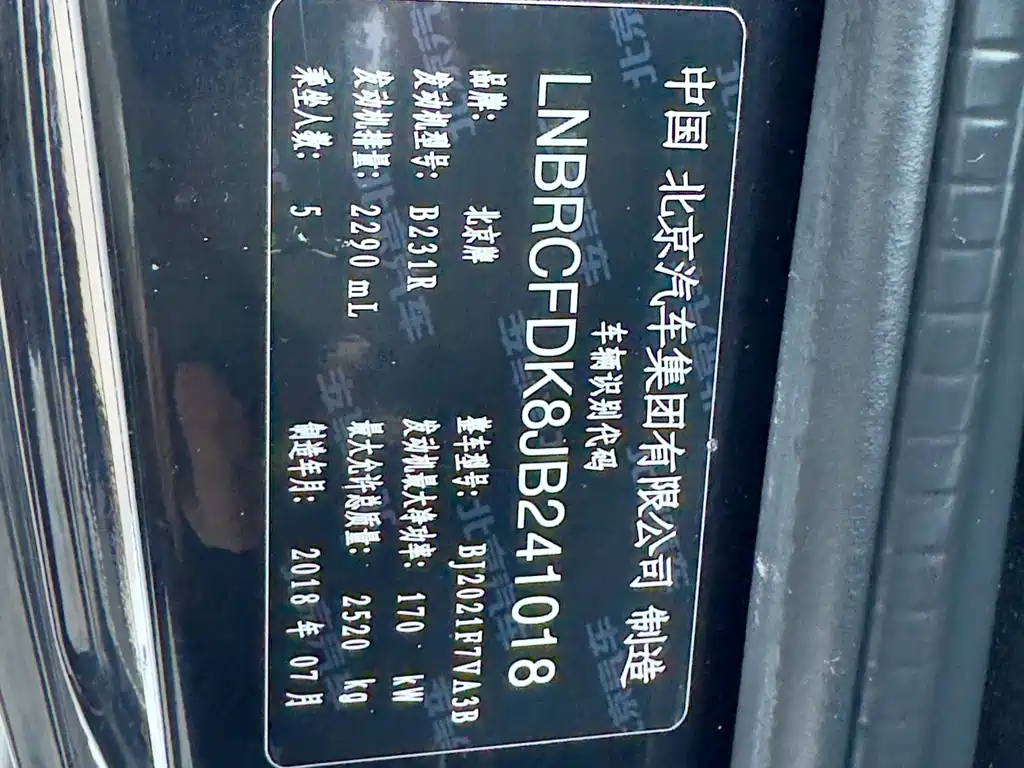 中国 北京汽车集团有限公司 制造
车辆识别代码
LNBRCFDK8JB241018
品牌: 北京牌 整车型号: BJ2021F7VA3B
发动机型号: B231R 发动机最大净功率: 170 kW
发动机排量: 2290 mL 最大允许总质量: 2520 kg
乘坐人数: 5 制造年月: 2018 年 07 月